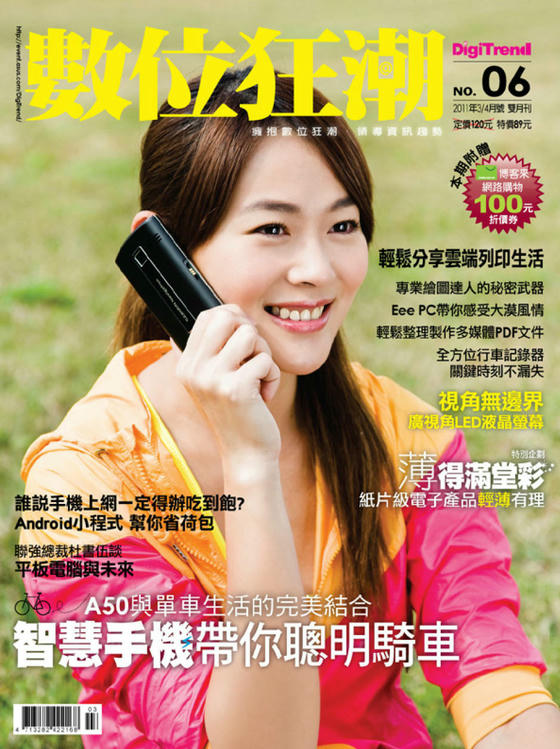 http://event.asus.com/DigiTrend/
數位狂潮
DigiTrend
NO. 06
2011年3/4月號 雙月刊
定價120元 特價89元
擁抱數位狂潮 領導資訊趨勢
本期附贈
博客來
網路購物
100元
折價券
輕鬆分享雲端列印生活
專業繪圖達人的秘密武器
Eee PC帶你感受大漠風情
輕鬆整理製作多媒體PDF文件
全方位行車記錄器
關鍵時刻不漏失
視角無邊界
廣視角LED液晶螢幕
特別企劃
薄得滿堂彩
紙片級電子產品輕薄有理
誰說手機上網一定得辦吃到飽?
Android小程式 幫你省荷包
聯強總裁杜書伍談
平板電腦與未來
A50與單車生活的完美結合
智慧手機帶你聰明騎車
03
4 713282 422168